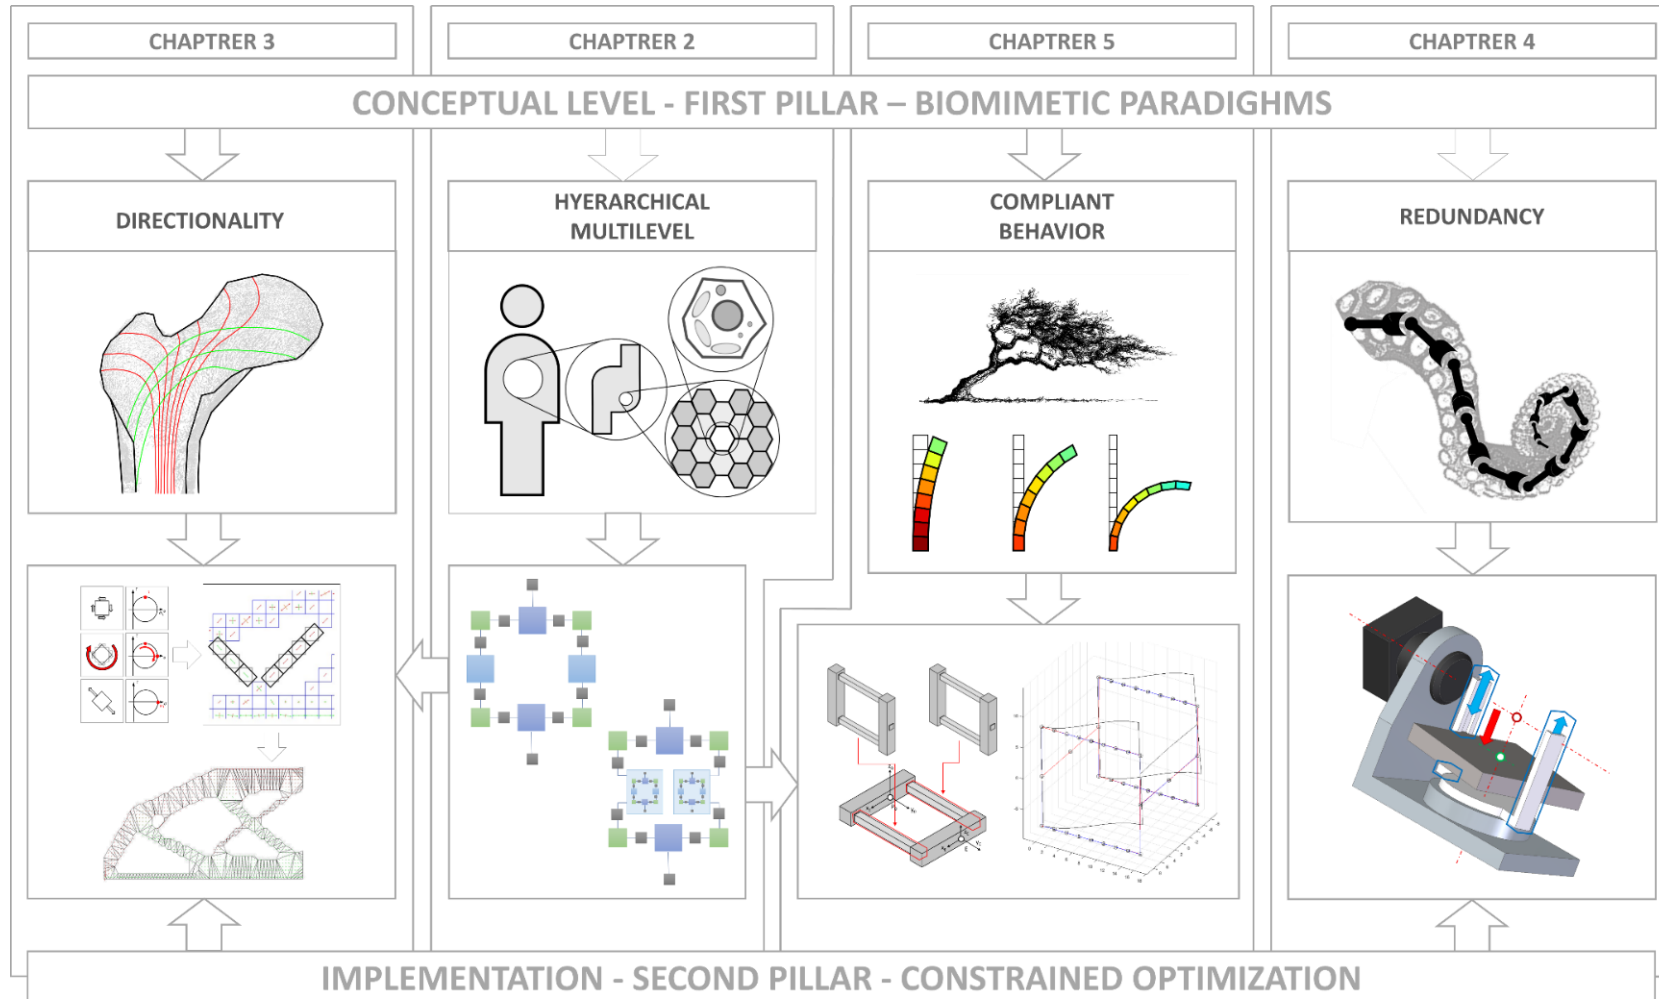 CHAPTRER 3
CHAPTRER 2
CHAPTRER 5
CHAPTRER 4
CONCEPTUAL LEVEL - FIRST PILLAR – BIOMIMETIC PARADIGHMS
DIRECTIONALITY
HYERARCHICAL
MULTILEVEL
COMPLIANT
BEHAVIOR
REDUNDANCY
IMPLEMENTATION - SECOND PILLAR - CONSTRAINED OPTIMIZATION